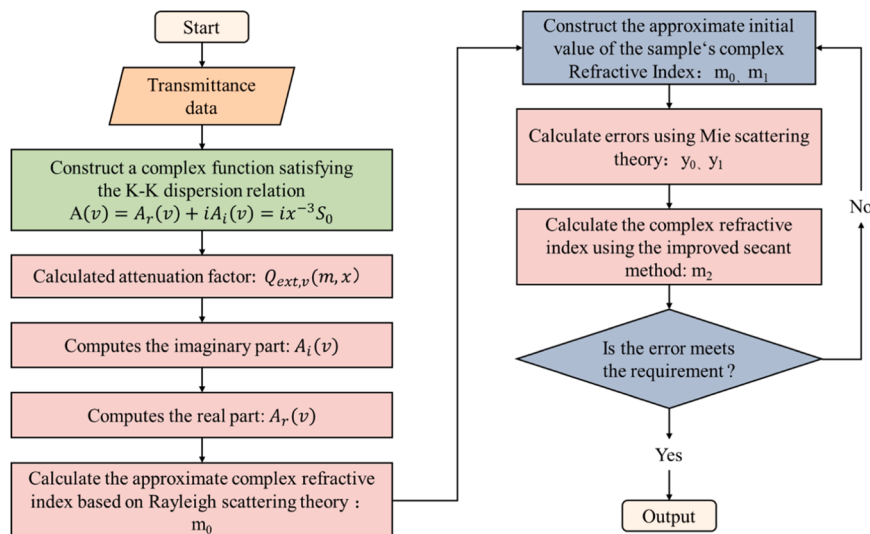 Start
Transmittance
data
Construct a complex function satisfying
the K-K dispersion relation
A(v) = A_r(v) + iA_i(v) = ix^{-3}S_0
Calculated attenuation factor: Q_{ext,v}(m, x)
Computes the imaginary part: A_i(v)
Computes the real part: A_r(v)
Calculate the approximate complex refractive
index based on Rayleigh scattering theory：
m_0
Construct the approximate initial
value of the sample‘s complex
Refractive Index：m_0、m_1
Calculate errors using Mie scattering
theory：y_0、y_1
Calculate the complex refractive
index using the improved secant
method: m_2
Is the error meets
the requirement？
No
Yes
Output